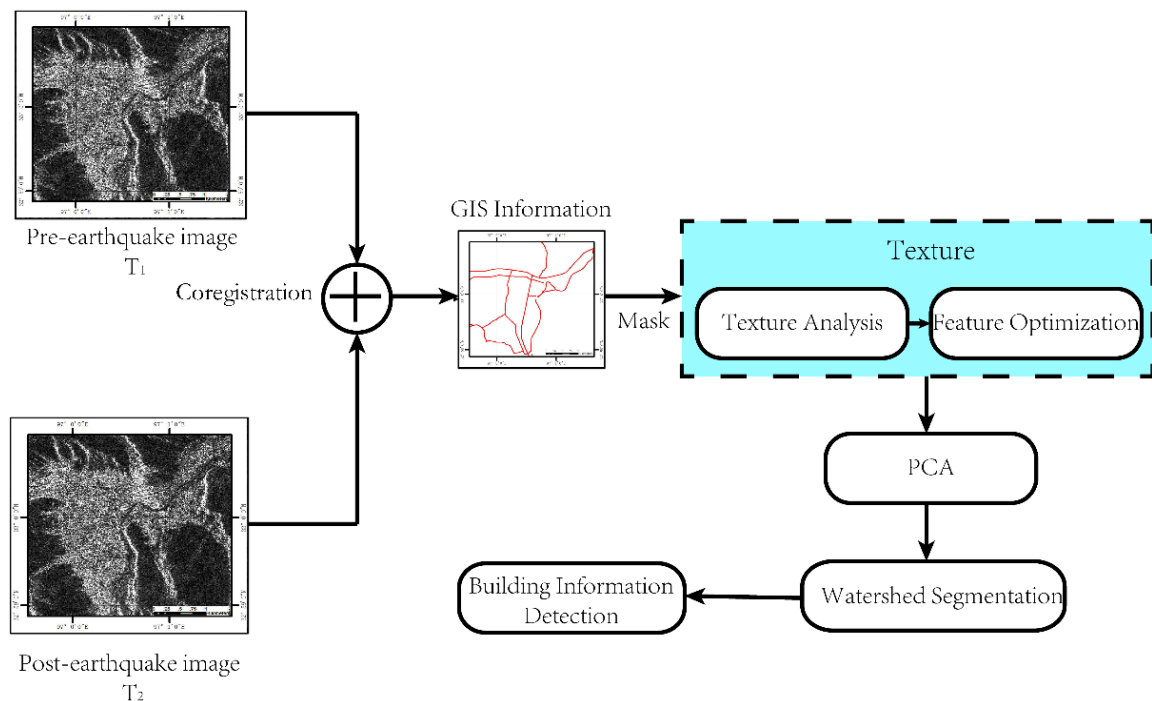 Pre-earthquake image
T1
Coregistration
Post-earthquake image
T2
GIS Information
Mask
Texture
Texture Analysis
Feature Optimization
PCA
Watershed Segmentation
Building Information
Detection